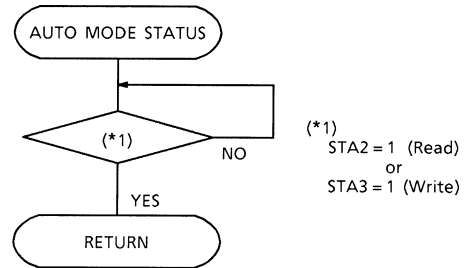 AUTO MODE STATUS
(*1)
NO
YES
RETURN
(*1)
STA2 = 1 (Read)
or
STA3 = 1 (Write)